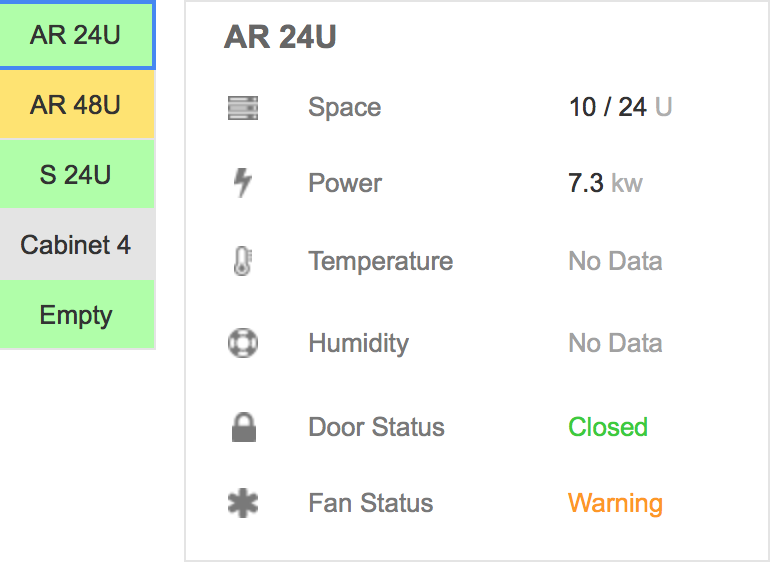 AR 24U
AR 48U
S 24U
Cabinet 4
Empty
AR 24U
Space 10 / 24 U
Power 7.3 kw
Temperature No Data
Humidity No Data
Door Status Closed
Fan Status Warning